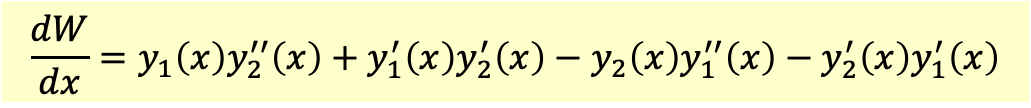 dW/dx = y₁(x)y₂′′(x) + y₁′(x)y₂′(x) − y₂(x)y₁′′(x) − y₂′(x)y₁′(x)